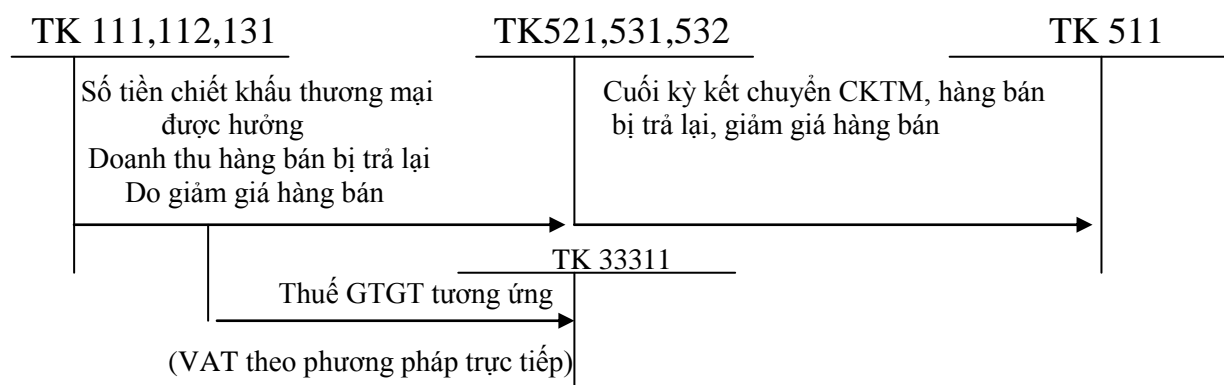 TK 111,112,131
TK521,531,532
TK 511
Số tiền chiết khấu thương mại
được hưởng
Doanh thu hàng bán bị trả lại
Do giảm giá hàng bán
Cuối kỳ kết chuyển CKTM, hàng bán
bị trả lại, giảm giá hàng bán
TK 33311
Thuế GTGT tương ứng
(VAT theo phương pháp trực tiếp)